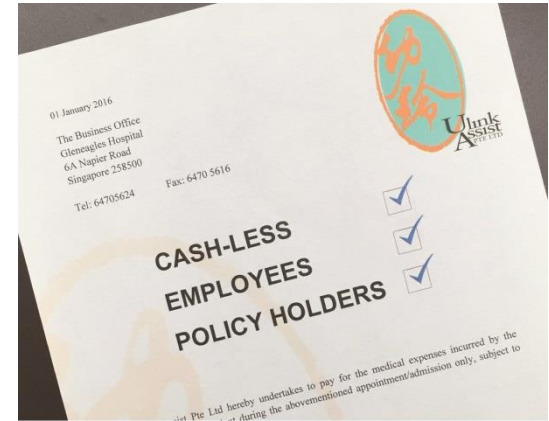 Ulink
Assist
PTE LTD
01 January 2016
The Business Office
Gleneagles Hospital
6A Napier Road
Singapore 258500
Tel: 64705624 Fax: 6470 5616
CASH-LESS
EMPLOYEES
POLICY HOLDERS
Pte Ltd hereby undertakes to pay for the medical expenses incurred by the
during the abovementioned appointment/admission only, subject to